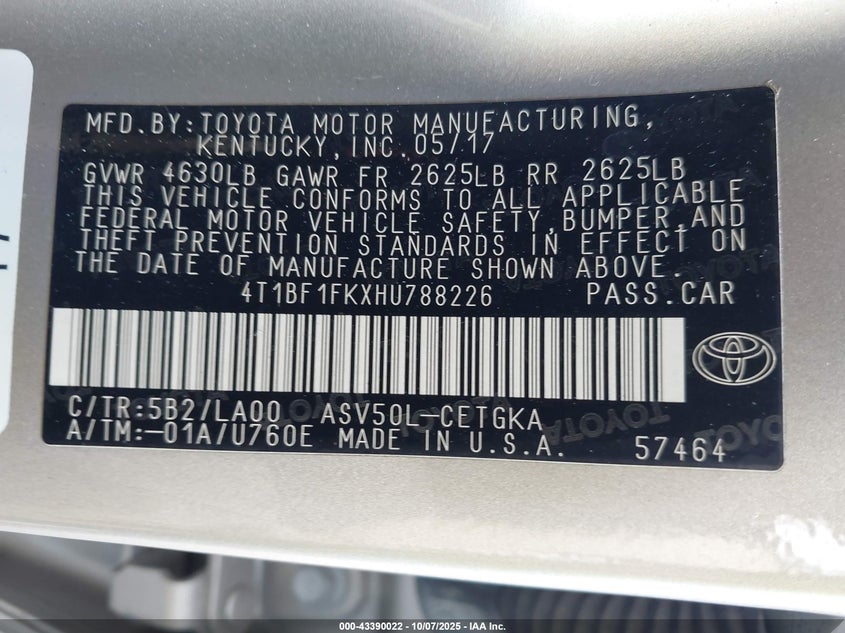 MFD.BY:TOYOTA MOTOR MANUFACTURING,
KENTUCKY,INC.05/17
GVWR 4630LB GAWR FR 2625LB RR 2625LB
THIS VEHICLE CONFORMS TO ALL APPLICABLE
FEDERAL MOTOR VEHICLE SAFETY,BUMPER,AND
THEFT PREVENTION STANDARDS IN EFFECT ON
THE DATE OF MANUFACTURE SHOWN ABOVE.
4T1BF1FKXHU788226 PASS.CAR
C/TR:5B2/LA00 ASV50L-CETGKA
A/TM:-01A/U760E MADE IN U.S.A. 57464
000-43390022 - 10/07/2025 - IAA Inc.